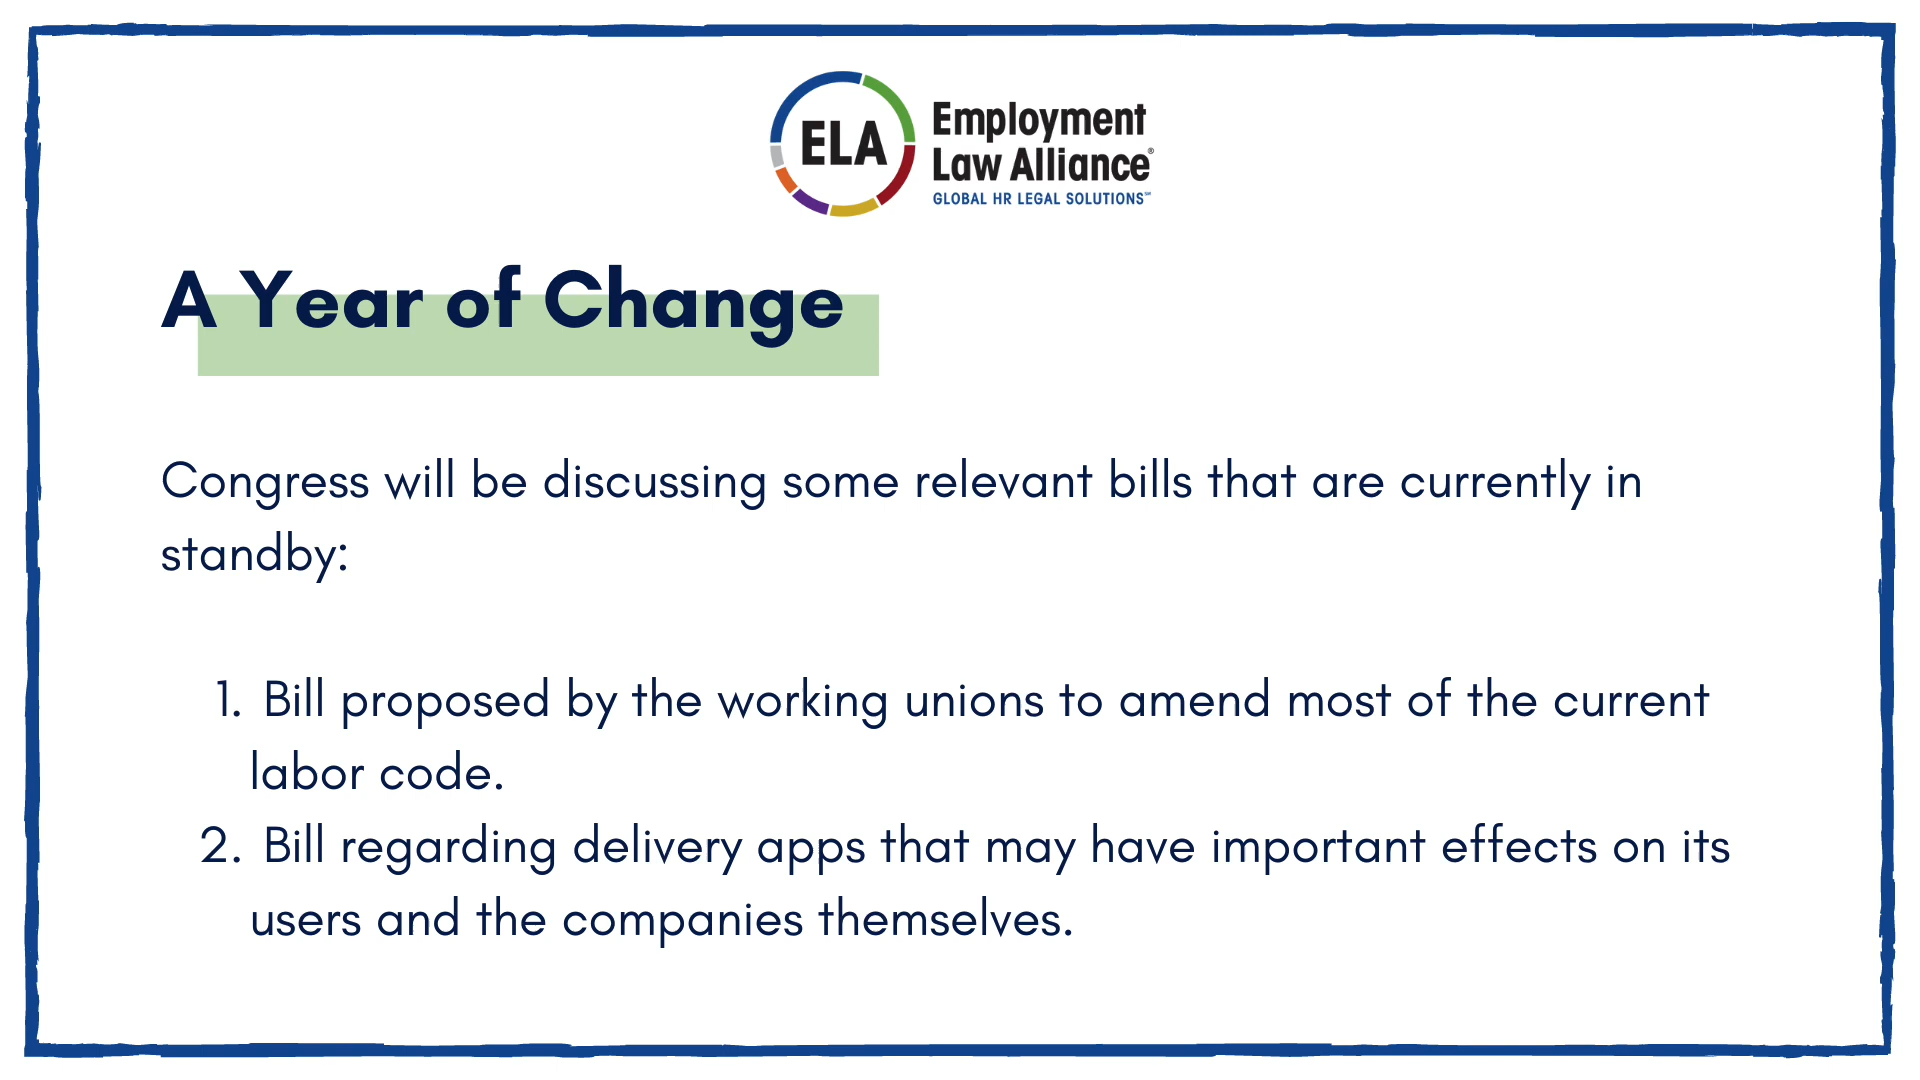 ELA
Employment
Law Alliance®
GLOBAL HR LEGAL SOLUTIONS℠
A Year of Change
Congress will be discussing some relevant bills that are currently in
standby:
1. Bill proposed by the working unions to amend most of the current
labor code.
2. Bill regarding delivery apps that may have important effects on its
users and the companies themselves.